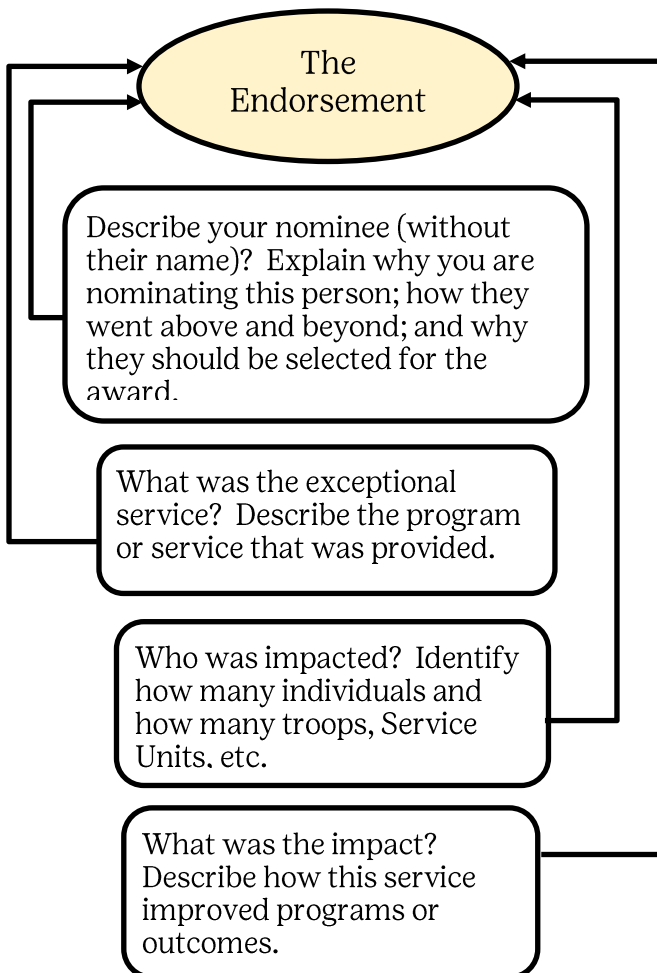 The
Endorsement
Describe your nominee (without
their name)?  Explain why you are
nominating this person; how they
went above and beyond; and why
they should be selected for the
award.
What was the exceptional
service?  Describe the program
or service that was provided.
Who was impacted?  Identify
how many individuals and
how many troops, Service
Units, etc.
What was the impact?
Describe how this service
improved programs or
outcomes.